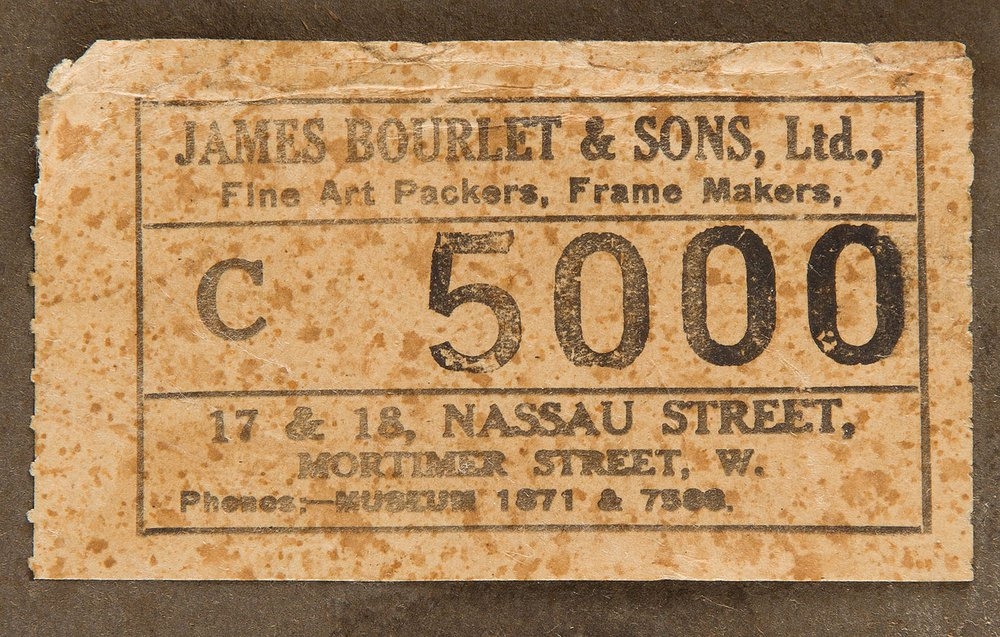 JAMES BOURLET & SONS, Ltd.,
Fine Art Packers, Frame Makers,
C 5000
17 & 18, NASSAU STREET,
MORTIMER STREET, W.
Phones:—MUSEUM 1871 & 7588.